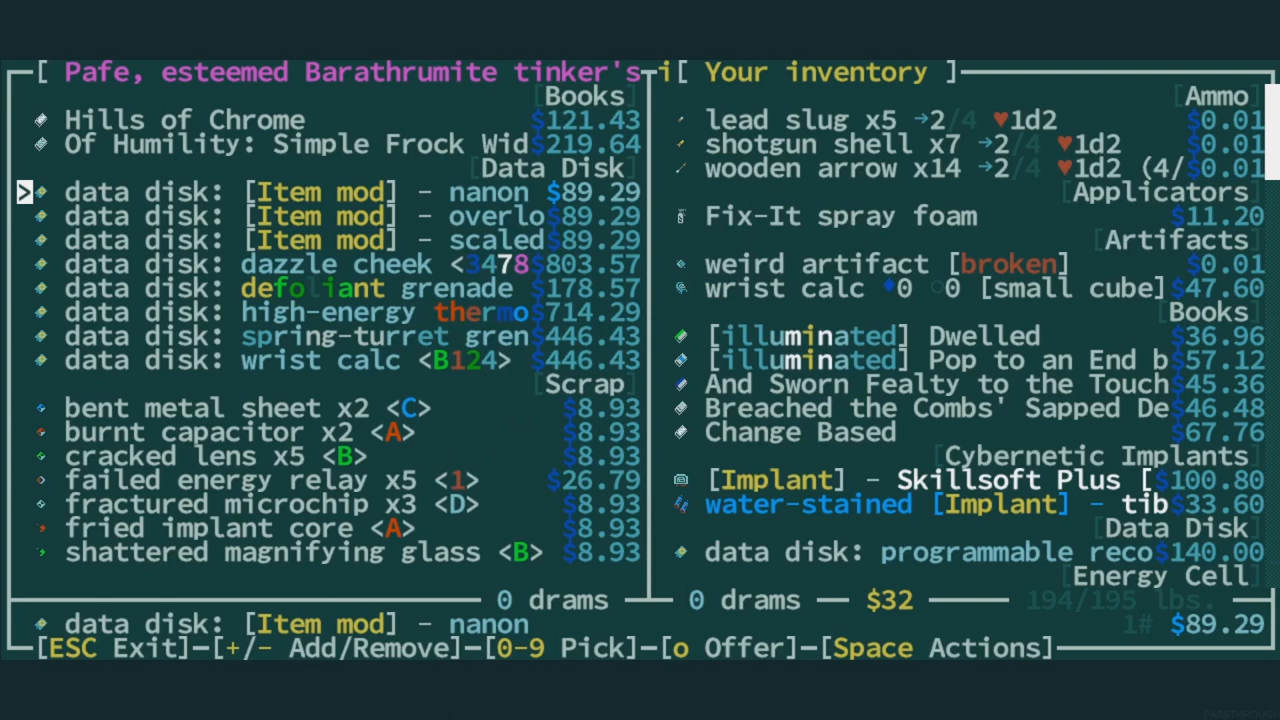 [ Pafe, esteemed Barathrumite tinker's i
[Books]
Hills of Chrome $121.43
Of Humility: Simple Frock Wid $219.64
[Data Disk]
> data disk: [Item mod] - nanon $89.29
data disk: [Item mod] - overlo $89.29
data disk: [Item mod] - scaled $89.29
data disk: dazzle cheek <3478 $803.57
data disk: defoliant grenade $178.57
data disk: high-energy thermo $714.29
data disk: spring-turret gren $446.43
data disk: wrist calc <B124> $446.43
[Scrap]
bent metal sheet x2 <C> $8.93
burnt capacitor x2 <A> $8.93
cracked lens x5 <B> $8.93
failed energy relay x5 <1> $26.79
fractured microchip x3 <D> $8.93
fried implant core <A> $8.93
shattered magnifying glass <B> $8.93
0 drams
[ Your inventory ]
[Ammo]
lead slug x5 →2/4 ♥1d2 $0.01
shotgun shell x7 →2/4 ♥1d2 $0.01
wooden arrow x14 →2/4 ♥1d2 (4/ $0.01
[Applicators]
Fix-It spray foam $11.20
[Artifacts]
weird artifact [broken] $0.01
wrist calc ♦0 ○0 [small cube] $47.60
[Books]
[illuminated] Dwelled $36.96
[illuminated] Pop to an End b $57.12
And Sworn Fealty to the Touch $45.36
Breached the Combs' Sapped De $46.48
Change Based $67.76
[Cybernetic Implants]
[Implant] - Skillsoft Plus [ $100.80
water-stained [Implant] - tib $33.60
[Data Disk]
data disk: programmable reco $140.00
[Energy Cell]
0 drams — $32 — 194/195 lbs.
data disk: [Item mod] - nanon 1# $89.29
[ESC Exit]-[+/- Add/Remove]-[0-9 Pick]-[o Offer]-[Space Actions]